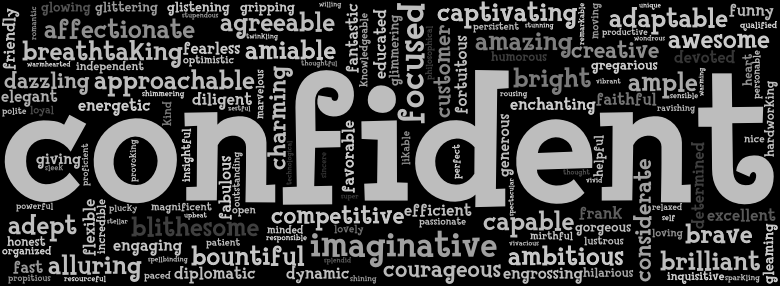 glowing
glittering
glistening
stupendous
gripping
willing
captivating
unique
funny
friendly
romantic
affectionate
agreeable
twinkling
fantastic
knowledgeable
educated
glimmering
focused
philosophical
customer
persistent
stunning
remarkable
moving
adaptable
qualified
productive
wondrous
breathtaking
fearless
amiable
amazing
creative
awesome
warmhearted
independent
optimistic
thoughtful
humorous
gregarious
devoted
heart
personable
dazzling
approachable
marvelous
charming
fortuitous
bright
vibrant
ample
warming
sensible
elegant
shimmering
energetic
diligent
zestful
rousing
enchanting
faithful
ravishing
hardworking
polite
loyal
kind
confident
nice
giving
sleek
proficient
provoking
insightful
fabulous
outstanding
technological
sincere
favorable
super
likable
perfect
generous
spectacular
thought
vivid
helpful
considerate
determined
powerful
plucky
magnificent
open
competitive
efficient
passionate
capable
frank
relaxed
self
excellent
adept
flexible
incredible
stellar
blithesome
upbeat
minded
responsible
lovely
gorgeous
mirthful
lustrous
vivacious
loving
brave
gleaming
honest
organized
engaging
patient
imaginative
ambitious
brilliant
spellbinding
bountiful
splendid
fast
alluring
paced
diplomatic
dynamic
shining
courageous
engrossing
hilarious
inquisitive
sparkling
propitious
resourceful